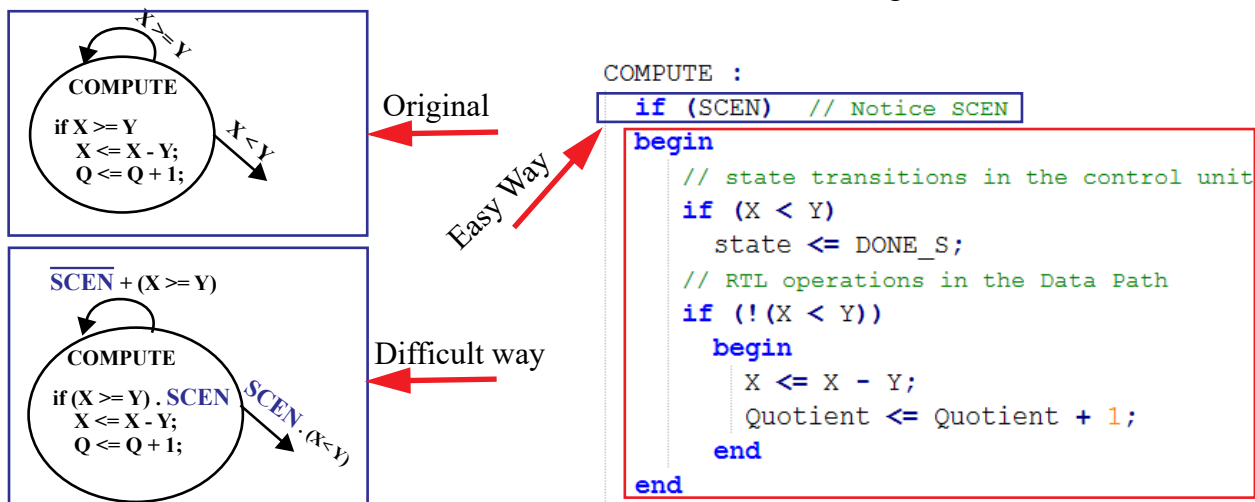 X >= Y
COMPUTE
if X >= Y
X <= X - Y;
Q <= Q + 1;
X < Y
Original
S̅C̅E̅N̅ + (X >= Y)
COMPUTE
if (X >= Y) . SCEN
X <= X - Y;
Q <= Q + 1;
SCEN . (X<Y)
Difficult way
Easy Way
COMPUTE :
if (SCEN) // Notice SCEN
begin
// state transitions in the control unit
if (X < Y)
state <= DONE_S;
// RTL operations in the Data Path
if (!(X < Y))
begin
X <= X - Y;
Quotient <= Quotient + 1;
end
end